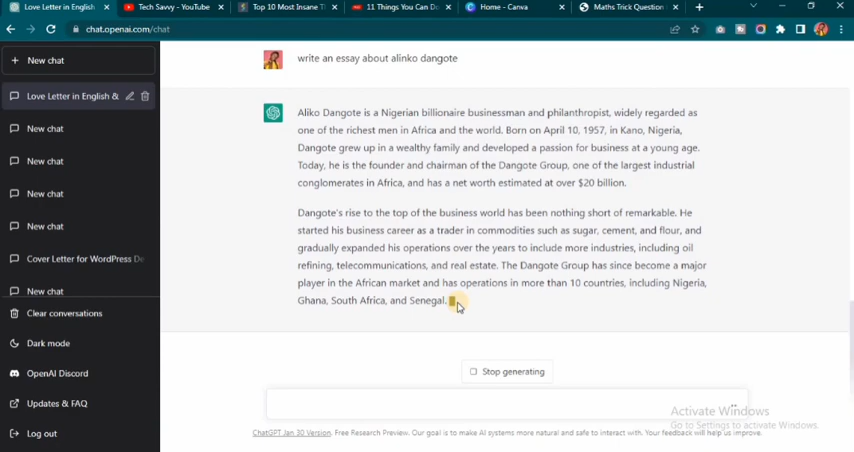 Love Letter in English
Tech Savvy - YouTube
Top 10 Most Insane T
11 Things You Can Do
Home - Canva
Maths Trick Question
chat.openai.com/chat
New chat
Love Letter in English &
New chat
New chat
New chat
New chat
Cover Letter for WordPress De
New chat
Clear conversations
Dark mode
OpenAI Discord
Updates & FAQ
Log out
write an essay about alinko dangote
Aliko Dangote is a Nigerian billionaire businessman and philanthropist, widely regarded as
one of the richest men in Africa and the world. Born on April 10, 1957, in Kano, Nigeria,
Dangote grew up in a wealthy family and developed a passion for business at a young age.
Today, he is the founder and chairman of the Dangote Group, one of the largest industrial
conglomerates in Africa, and has a net worth estimated at over $20 billion.
Dangote's rise to the top of the business world has been nothing short of remarkable. He
started his business career as a trader in commodities such as sugar, cement, and flour, and
gradually expanded his operations over the years to include more industries, including oil
refining, telecommunications, and real estate. The Dangote Group has since become a major
player in the African market and has operations in more than 10 countries, including Nigeria,
Ghana, South Africa, and Senegal.
Stop generating
Activate Windows
Go to Settings to activate Windows.
ChatGPT Jan 30 Version. Free Research Preview. Our goal is to make AI systems more natural and safe to interact with. Your feedback will help us improve.